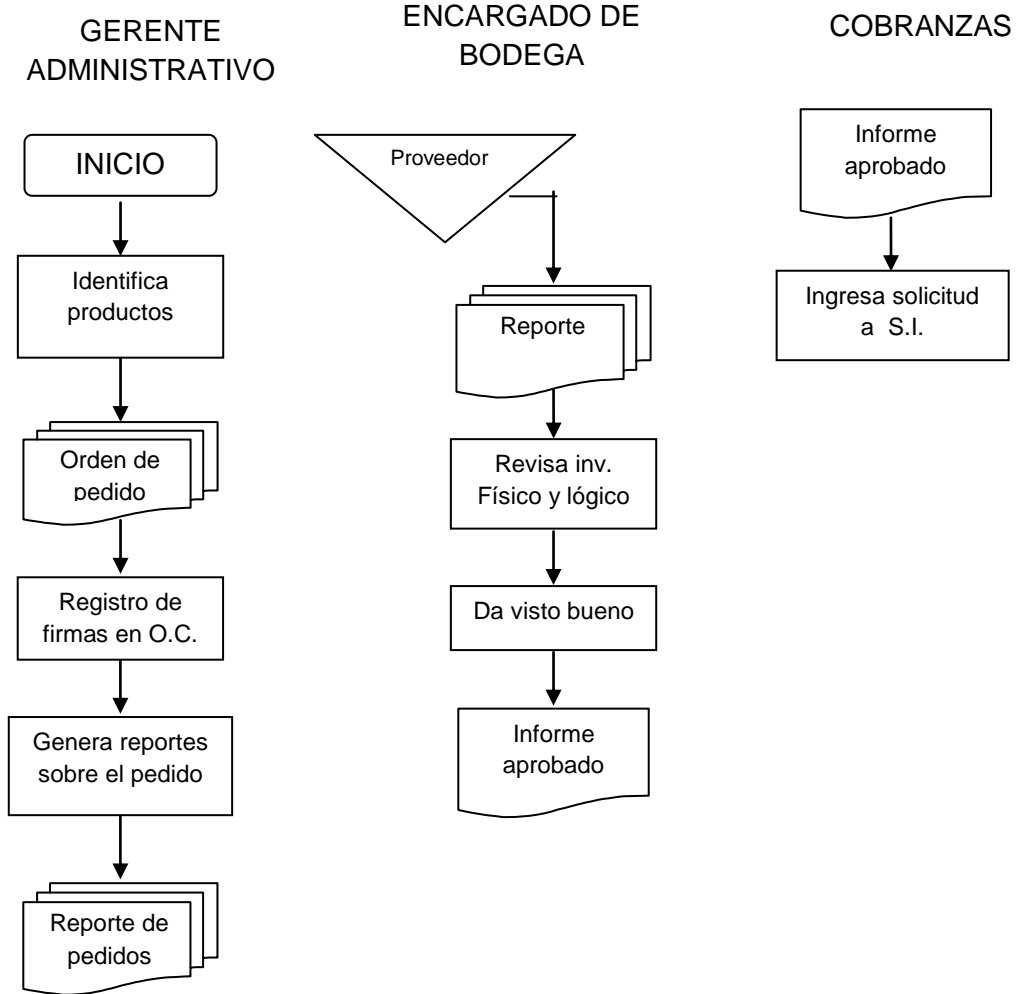 GERENTE
ADMINISTRATIVO
INICIO
Identifica
productos
Orden de
pedido
Registro de
firmas en O.C.
Genera reportes
sobre el pedido
Reporte de
pedidos
ENCARGADO DE
BODEGA
Proveedor
Reporte
Revisa inv.
Físico y lógico
Da visto bueno
Informe
aprobado
COBRANZAS
Informe
aprobado
Ingresa solicitud
a S.I.